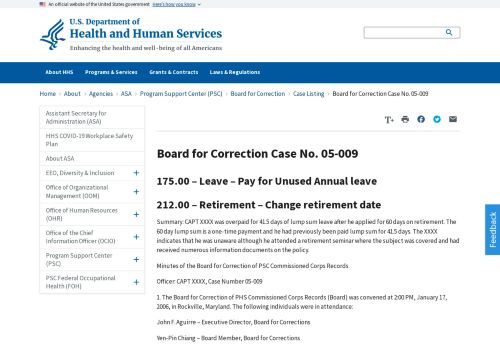 An official website of the United States government Here's how you know
U.S. Department of
Health and Human Services
Enhancing the health and well-being of all Americans
About HHS Programs & Services Grants & Contracts Laws & Regulations
Home › About › Agencies › ASA › Program Support Center (PSC) › Board for Correction › Case Listing › Board for Correction Case No. 05-009
Assistant Secretary for
Administration (ASA)
HHS COVID-19 Workplace Safety
Plan
About ASA
EEO, Diversity & Inclusion +
Office of Organizational
Management (OOM) +
Office of Human Resources
(OHR) +
Office of the Chief
Information Officer (OCIO) +
Program Support Center
(PSC) +
PSC Federal Occupational
Health (FOH) +
T+
Board for Correction Case No. 05-009
175.00 – Leave – Pay for Unused Annual leave
212.00 – Retirement – Change retirement date
Summary: CAPT XXXX was overpaid for 41.5 days of lump sum leave after he applied for 60 days on retirement. The
60 day lump sum is a one-time payment and he had previously been paid lump sum for 41.5 days. The XXXX
indicates that he was unaware although he attended a retirement seminar where the subject was covered and had
received numerous information documents on the policy.
Minutes of the Board for Correction of PSC Commissioned Corps Records
Officer: CAPT XXXX, Case Number 05-009
1. The Board for Correction of PHS Commissioned Corps Records (Board) was convened at 2:00 PM, January 17,
2006, in Rockville, Maryland. The following individuals were in attendance:
John F. Aguirre – Executive Director, Board for Corrections
Yen-Pin Chiang – Board Member, Board for Corrections
Feedback